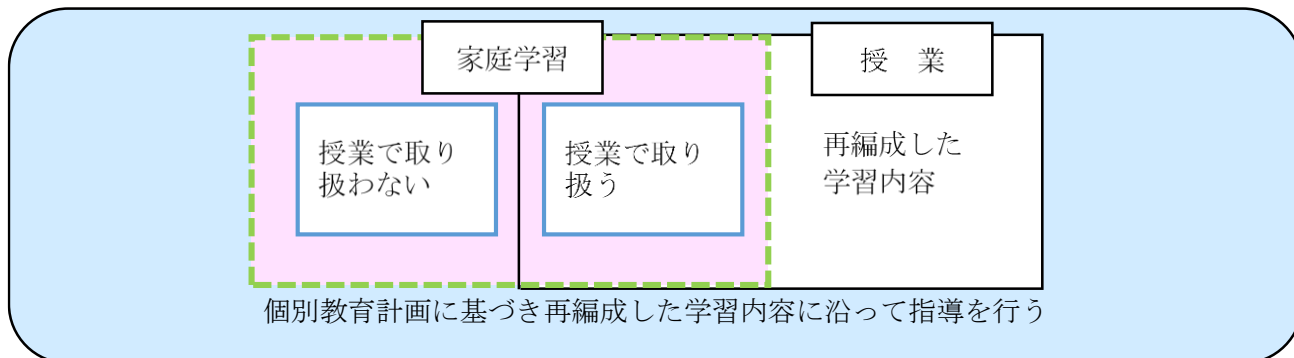 家庭学習
授　業
授業で取り
扱わない
授業で取り
扱う
再編成した
学習内容
個別教育計画に基づき再編成した学習内容に沿って指導を行う